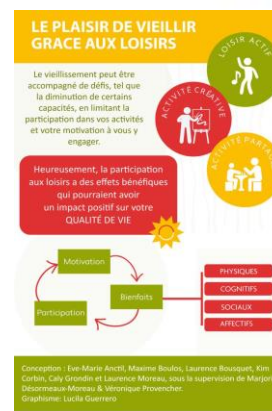 LE PLAISIR DE VIEILLIR
GRACE AUX LOISIRS
LOISIR ACTIF
Le vieillissement peut être
accompagné de défis, tel que
la diminution de certains
capacités, en limitant la
participation dans vos activités
et votre motivation à vous y
engager.
ACTIVITÉ CRÉATIVE
ACTIVITÉ
Heureusement, la participation
aux loisirs a des effets bénéfiques
qui pourraient avoir
un impact positif sur votre
QUALITÉ DE VIE
Motivation
Bienfaits
Participation
PHYSIQUES
COGNITIFS
SOCIAUX
AFFECTIFS
Conception : Eve-Marie Anctil, Maxime Boulos, Laurence Bousquet, Kim
Corbin, Caly Grondin et Laurence Moreau, sous la supervision de
Désormeaux-Moreau & Véronique Provencher.
Graphisme: Lucila Guerrero